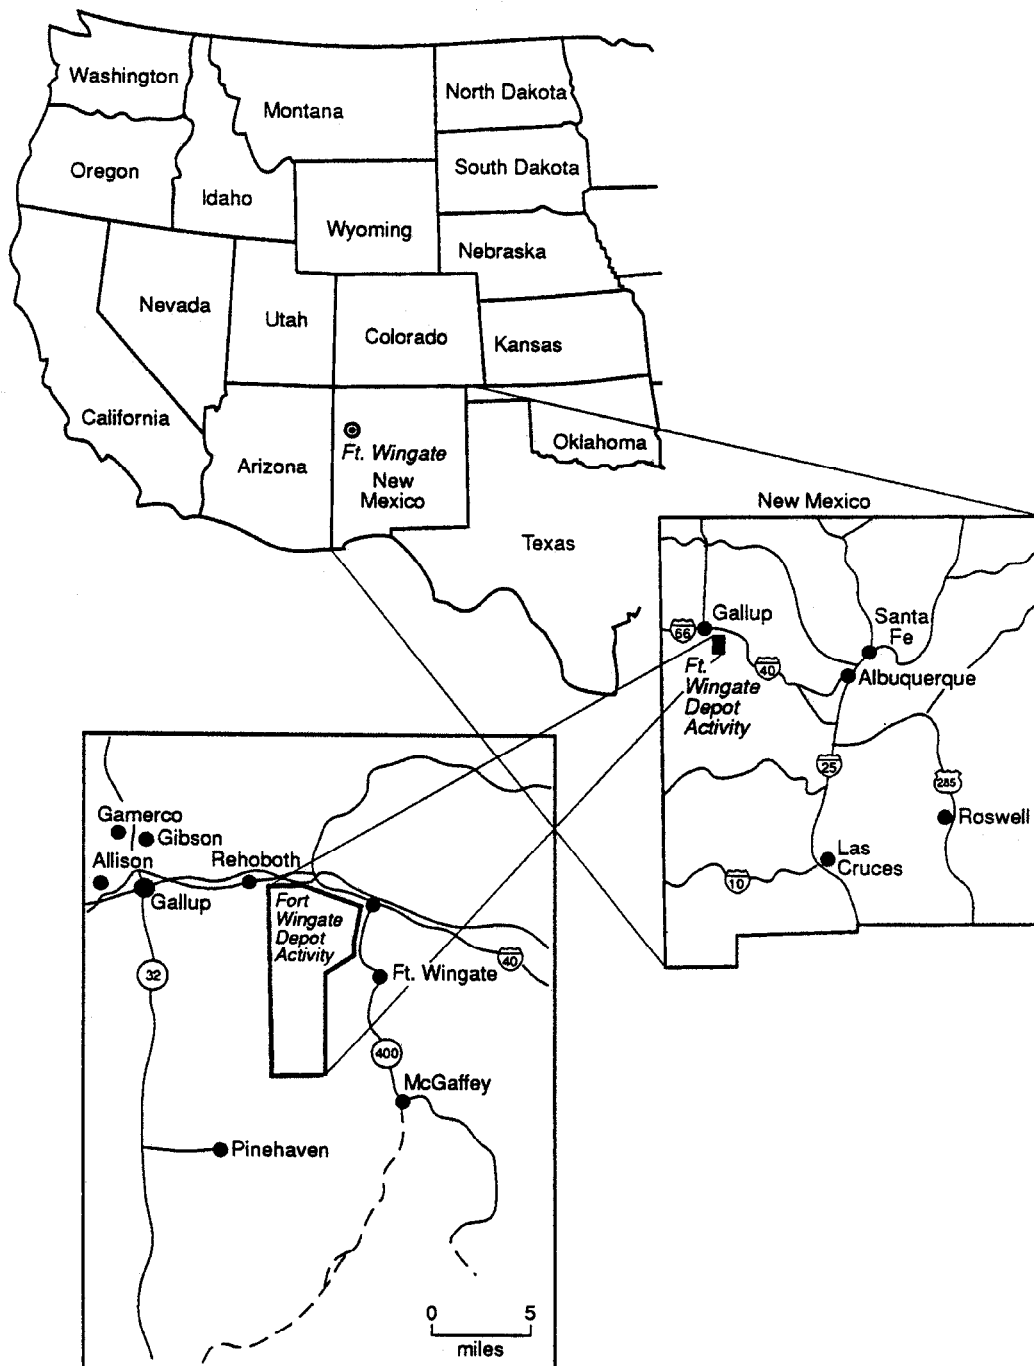 Washington
Montana
North Dakota
Oregon
Idaho
South Dakota
Wyoming
Nebraska
Nevada
Utah
Colorado
Kansas
California
Arizona
Ft. Wingate
New
Mexico
Oklahoma
Texas
New Mexico
Gallup
66
Santa
Fe
40
Ft.
Wingate
Depot
Activity
Albuquerque
25
285
Roswell
Las
Cruces
10
Gamerco
Gibson
Allison
Rehoboth
Gallup
Fort
Wingate
Depot
Activity
40
32
Ft. Wingate
400
McGaffey
Pinehaven
0 5
miles